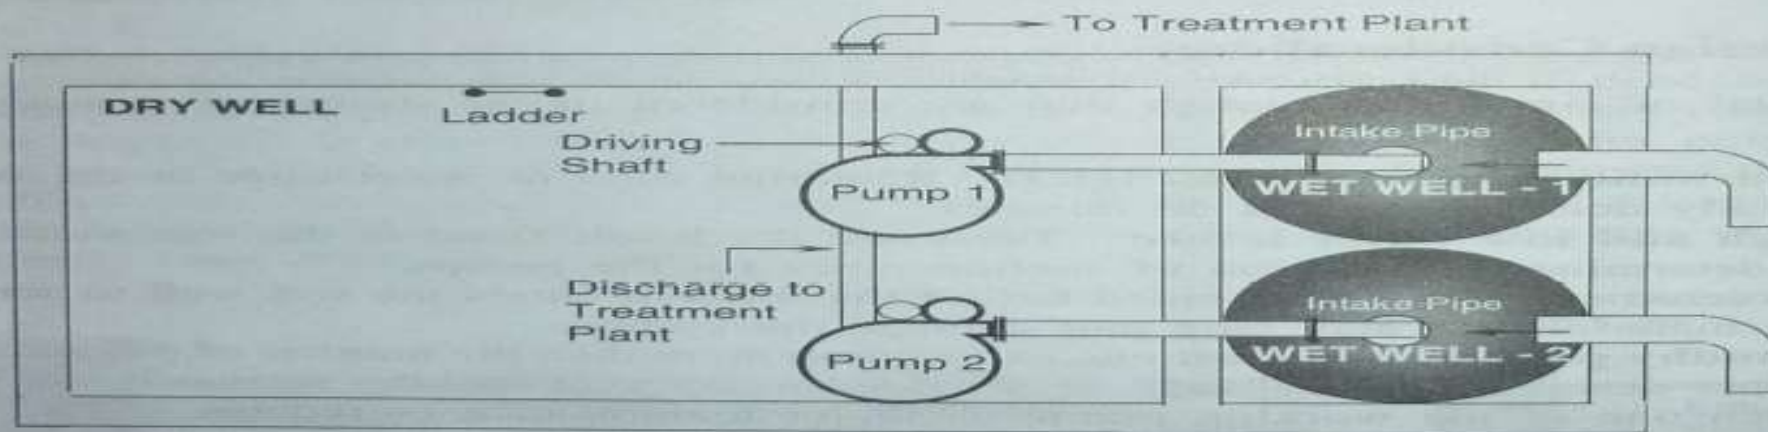 To Treatment Plant
DRY WELL
Ladder
Driving
Shaft
Pump 1
Intake Pipe
WET WELL - 1
Discharge to
Treatment
Plant
Pump 2
Intake Pipe
WET WELL - 2